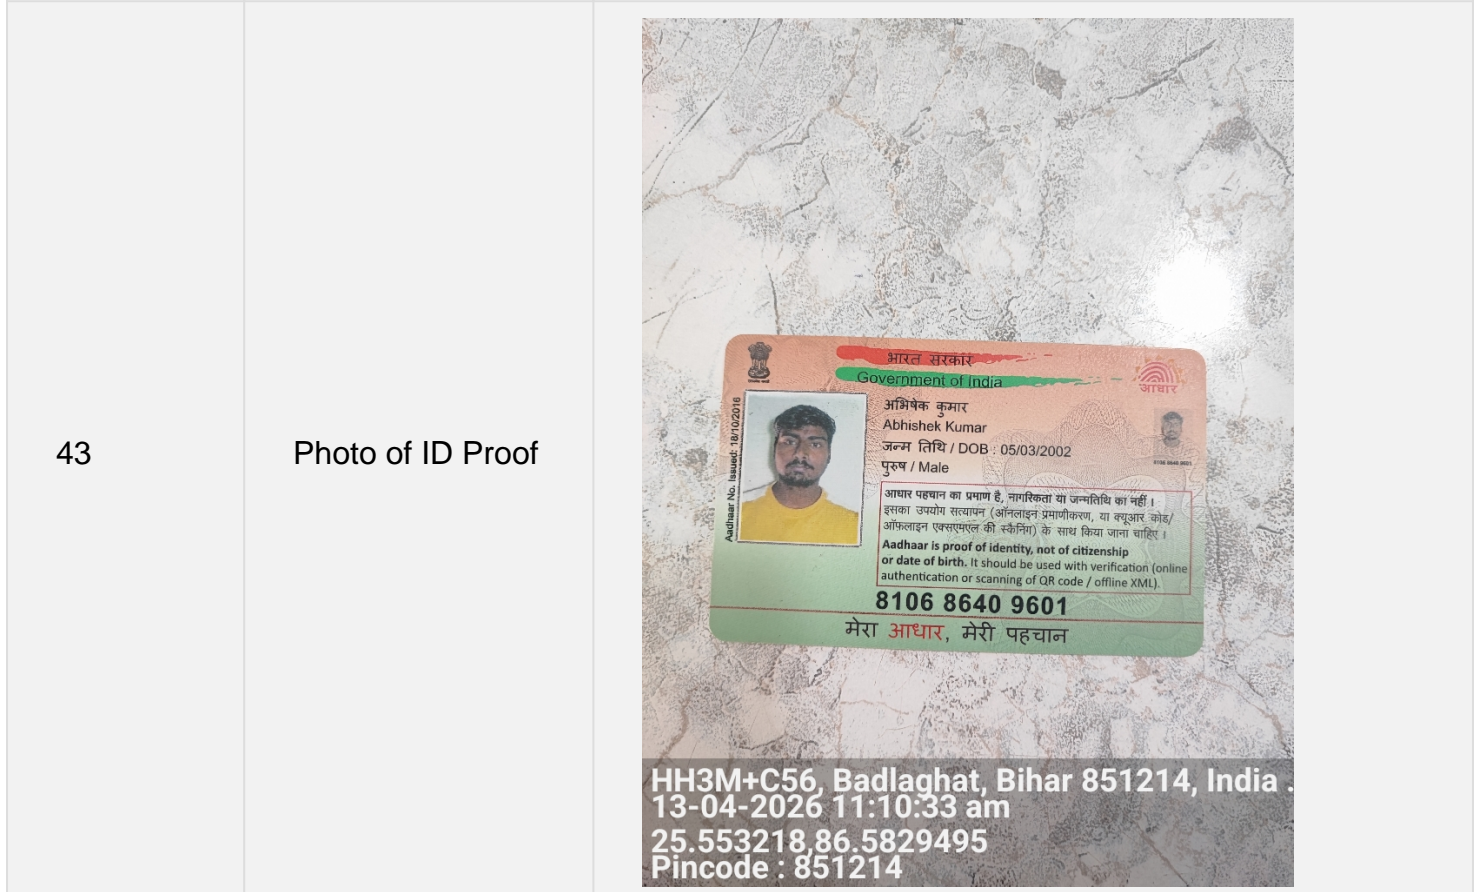 43
Photo of ID Proof
भारत सरकार
Government of India
आधार
Aadhaar No. Issued: 18/10/2016
अभिषेक कुमार
Abhishek Kumar
जन्म तिथि / DOB : 05/03/2002
पुरुष / Male
8106 8640 9601
आधार पहचान का प्रमाण है, नागरिकता या जन्मतिथि का नहीं ।
इसका उपयोग सत्यापन (ऑनलाइन प्रमाणीकरण, या क्यूआर कोड/
ऑफलाइन एक्सएमएल की स्कैनिंग) के साथ किया जाना चाहिए ।
Aadhaar is proof of identity, not of citizenship
or date of birth. It should be used with verification (online
authentication or scanning of QR code / offline XML).
8106 8640 9601
मेरा आधार, मेरी पहचान
HH3M+C56, Badlaghat, Bihar 851214, India .
13-04-2026 11:10:33 am
25.553218,86.5829495
Pincode : 851214